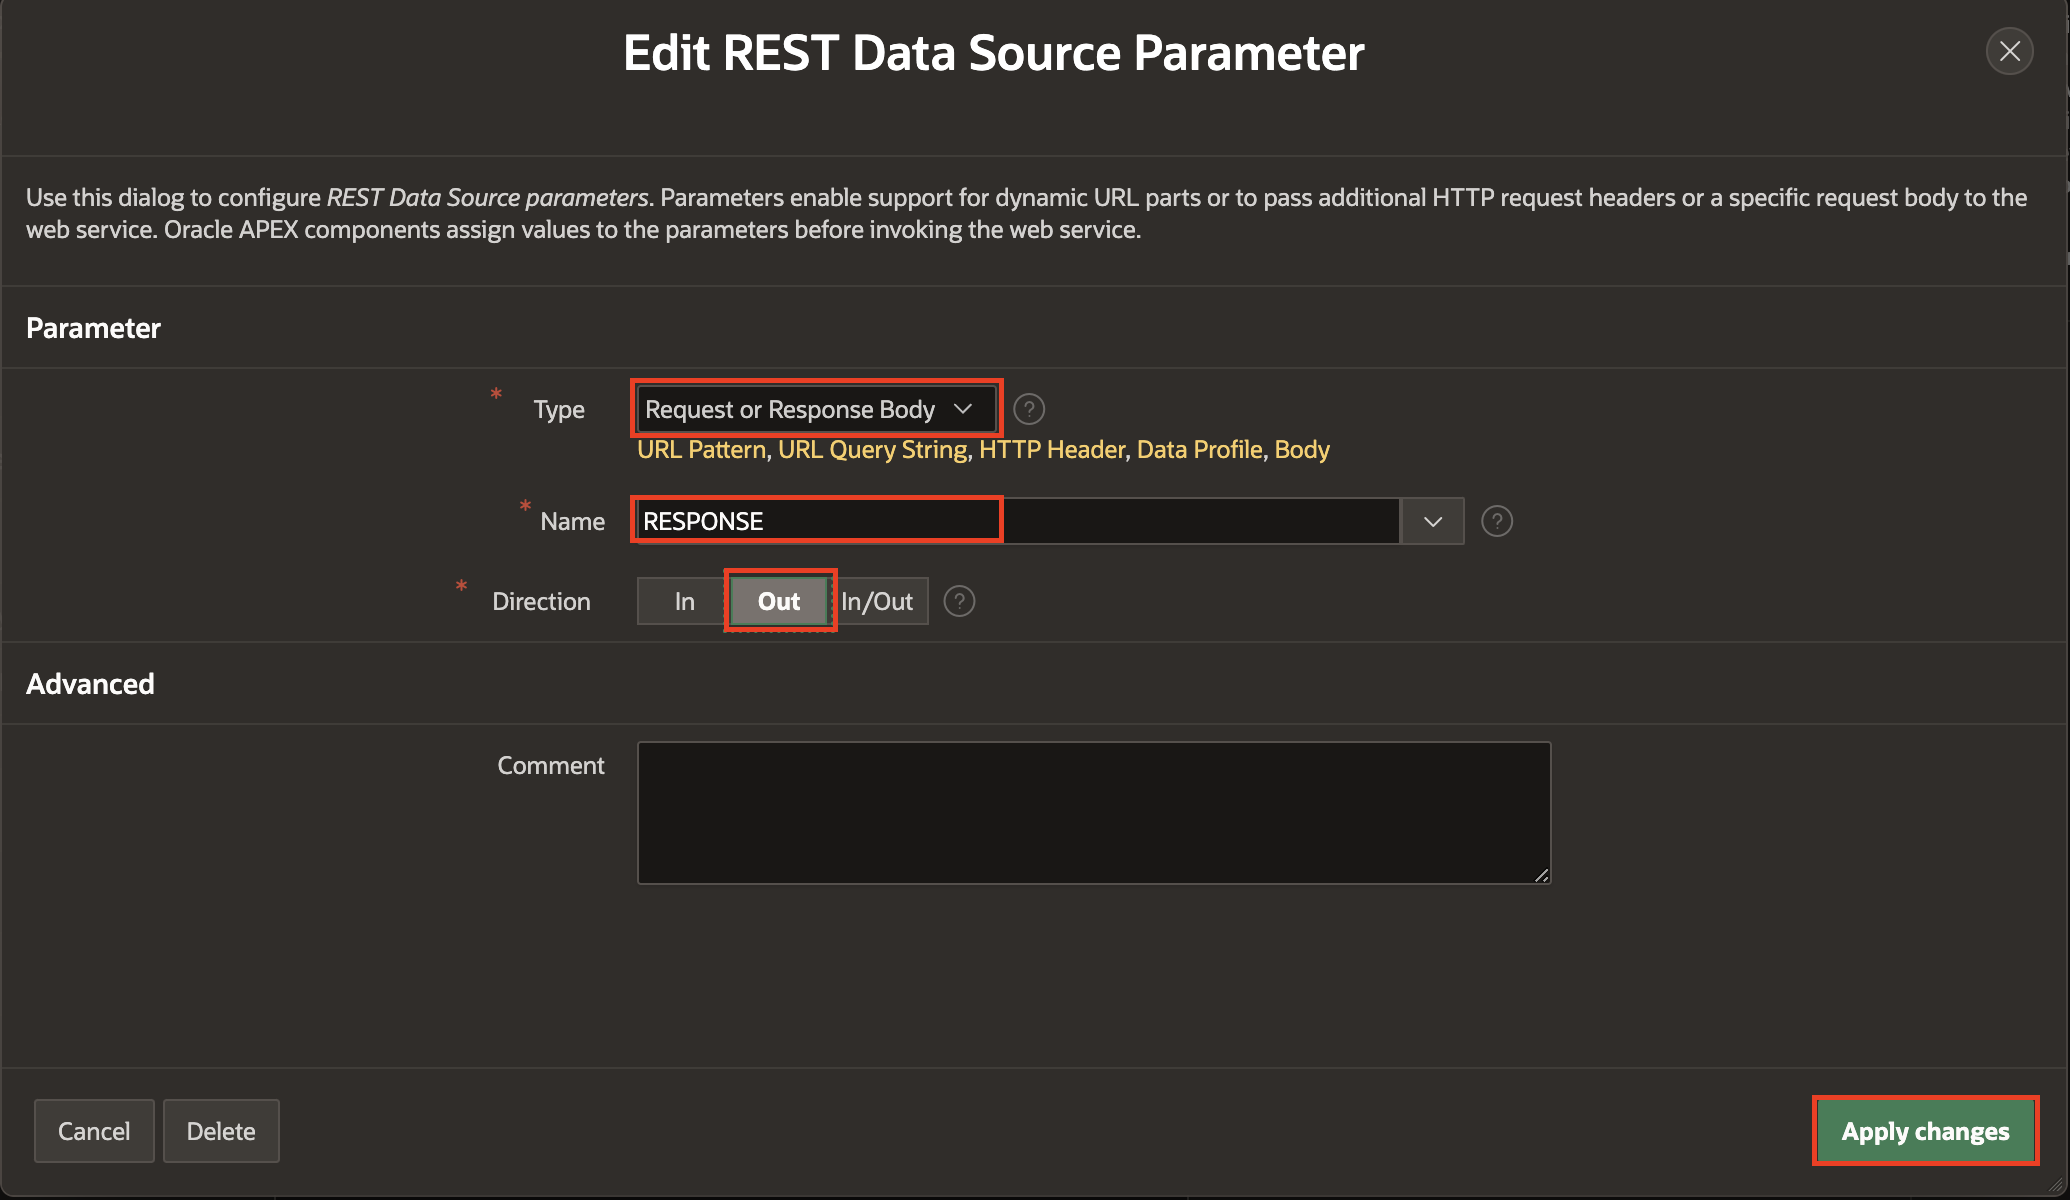 Edit REST Data Source Parameter
Use this dialog to configure REST Data Source parameters. Parameters enable support for dynamic URL parts or to pass additional HTTP request headers or a specific request body to the
web service. Oracle APEX components assign values to the parameters before invoking the web service.
Parameter
* Type Request or Response Body ?
URL Pattern, URL Query String, HTTP Header, Data Profile, Body
* Name RESPONSE ?
* Direction In Out In/Out ?
Advanced
Comment
Cancel Delete Apply changes